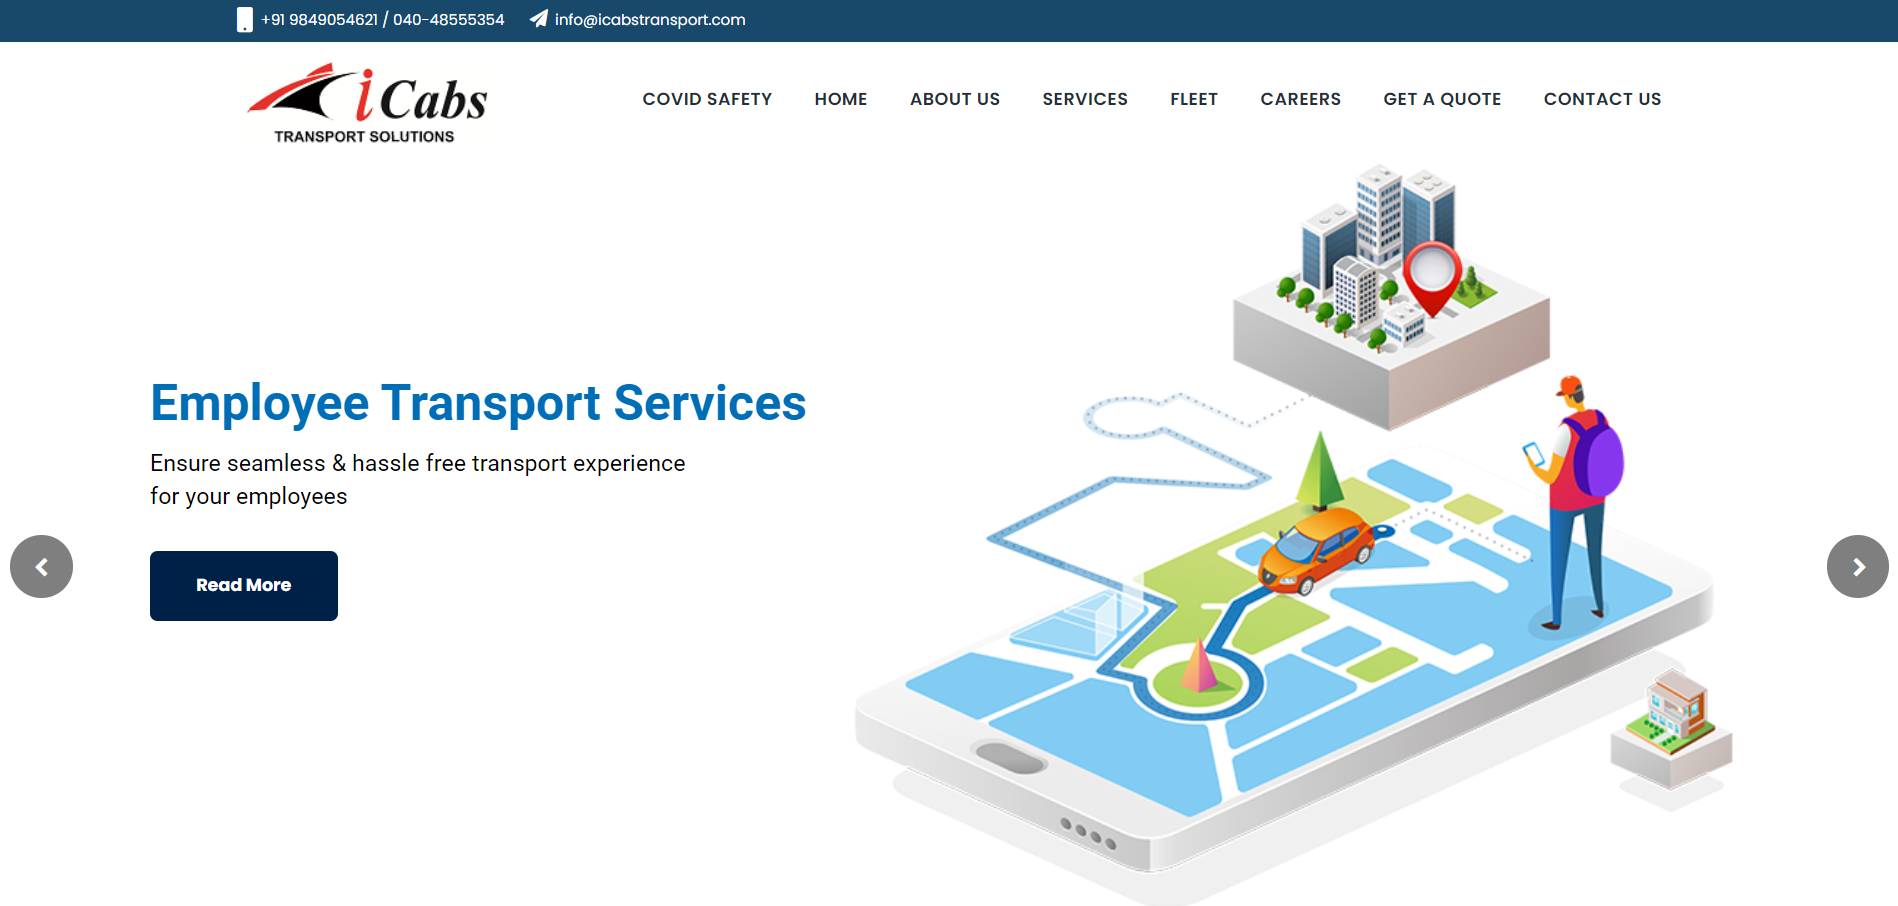 +91 9849054621 / 040-48555354 info@icabstransport.com
iCabs
TRANSPORT SOLUTIONS
COVID SAFETY HOME ABOUT US SERVICES FLEET CAREERS GET A QUOTE CONTACT US
Employee Transport Services
Ensure seamless & hassle free transport experience
for your employees
Read More